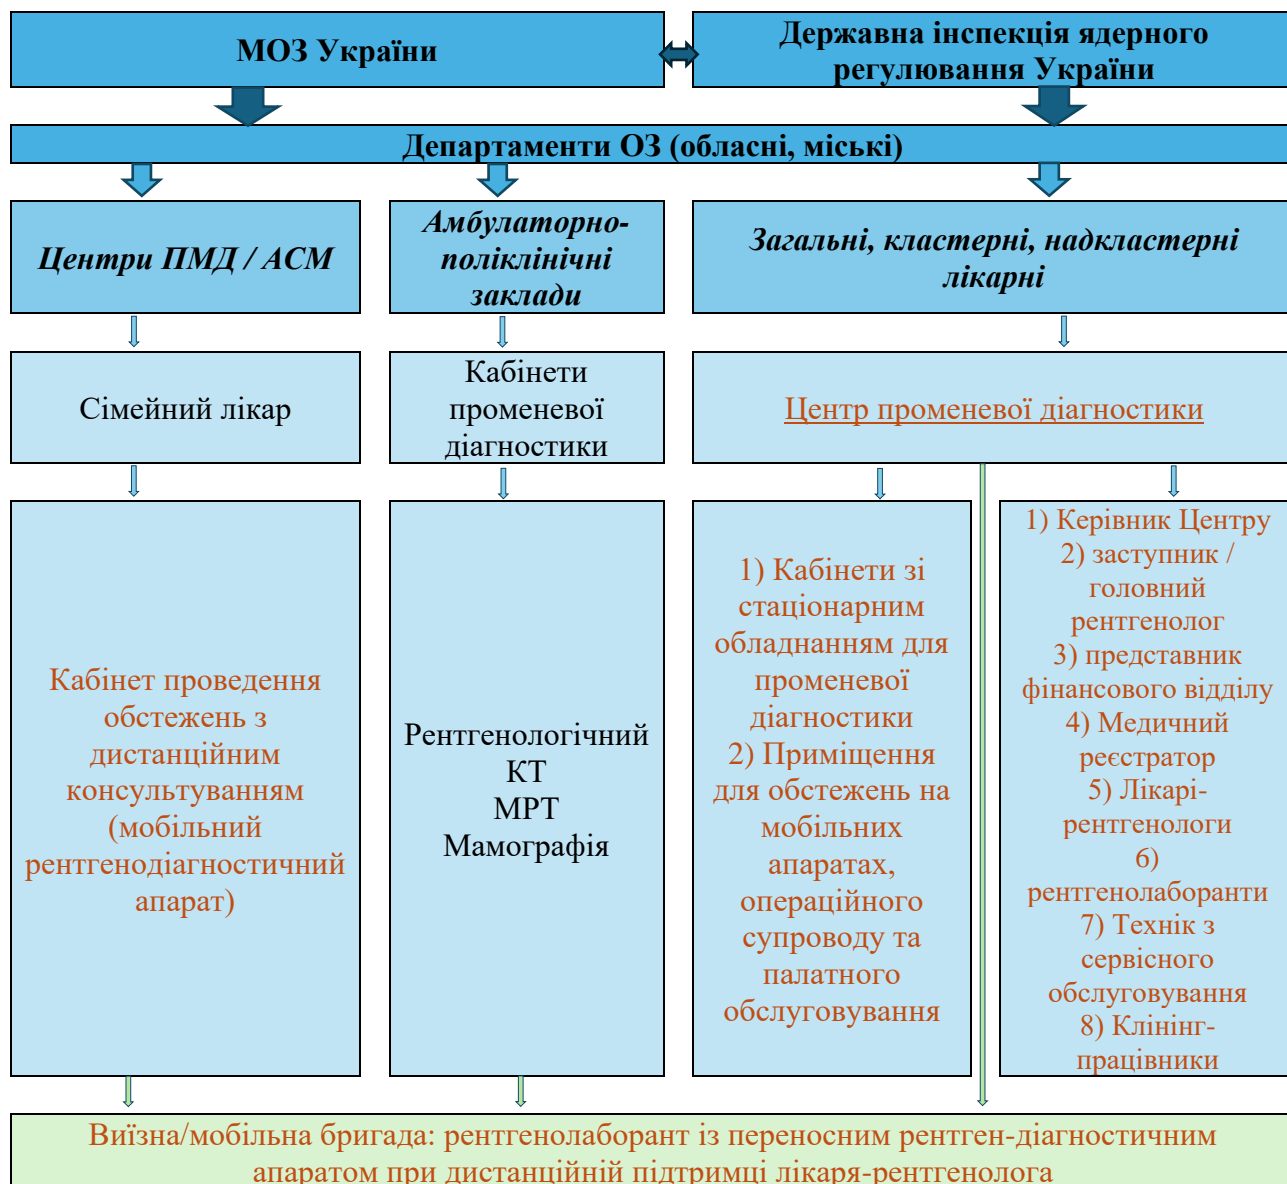 МОЗ України
Державна інспекція ядерного
регулювання України
Департаменти ОЗ (обласні, міські)
Центри ПМД / АСМ
Амбулаторно-
поліклінічні
заклади
Загальні, кластерні, надкластерні
лікарні
Сімейний лікар
Кабінети
променевої
діагностики
Центр променевої діагностики
Кабінет проведення
обстежень з
дистанційним
консультуванням
(мобільний
рентгенодіагностичний
апарат)
Рентгенологічний
КТ
МРТ
Мамографія
1) Кабінети зі
стаціонарним
обладнанням для
променевої
діагностики
2) Приміщення
для обстежень на
мобільних
апаратах,
операційного
супроводу та
палатного
обслуговування
1) Керівник Центру
2) заступник /
головний
рентгенолог
3) представник
фінансового відділу
4) Медичний
реєстратор
5) Лікарі-
рентгенологи
6)
рентгенолаборанти
7) Технік з
сервісного
обслуговування
8) Клінінг-
працівники
Виїзна/мобільна бригада: рентгенолаборант із переносним рентген-діагностичним
апаратом при дистанційній підтримці лікаря-рентгенолога